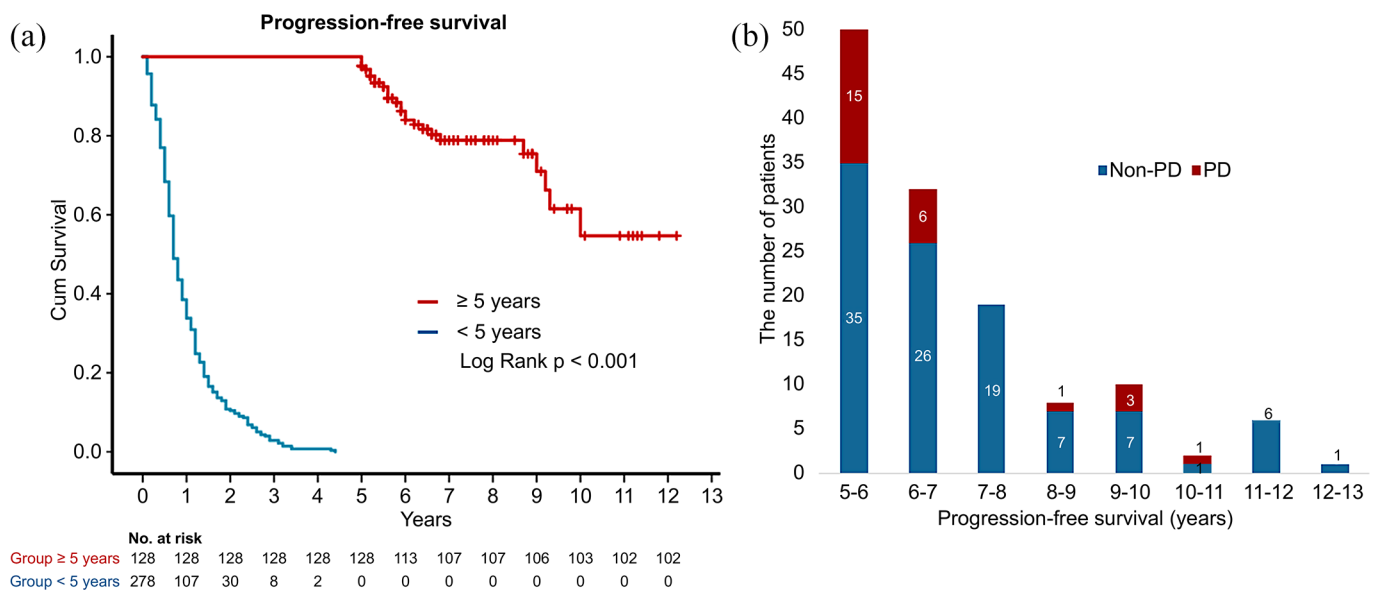 (a)
Progression-free survival
Cum Survival
1.0
0.8
0.6
0.4
0.2
0.0
≥ 5 years
< 5 years
Log Rank p < 0.001
0 1 2 3 4 5 6 7 8 9 10 11 12 13
Years
No. at risk
Group ≥ 5 years 128 128 128 128 128 128 113 107 107 106 103 102 102
Group < 5 years 278 107 30 8 2 0 0 0 0 0 0 0 0
(b)
The number of patients
50
45
40
35
30
25
20
15
10
5
0
Non-PD PD
15
35
6
26
19
1
7
3
7
1
1
6
1
5-6 6-7 7-8 8-9 9-10 10-11 11-12 12-13
Progression-free survival (years)